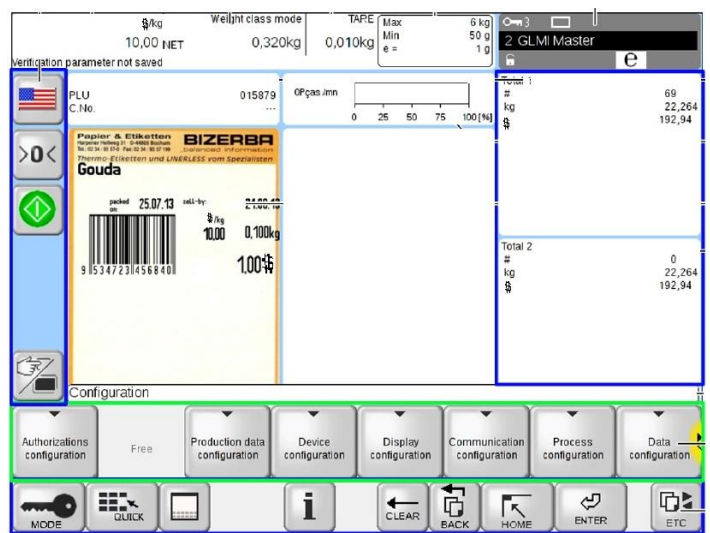 $/kg
10,00 NET
Weight class mode
0,320kg
TARE
0,010kg
Max 6 kg
Min 50 g
e = 1 g
3
2 GLMI Master
e
Verification parameter not saved
PLU 015879
C.No. ---
0Pças./mn
0 25 50 75 100 [%]
Total 1
# 69
kg 22,264
$ 192,94
>0<
Papier & Etiketten
BIZERBA
balanced information
Thermo-Etiketten und LINERLESS vom Spezialisten
Gouda
packed on: 25.07.13 sell-by: 21.08.13
$/kg
10,00 0,100kg
9 534723 456840
1,00$
Total 2
# 0
kg 22,264
$ 192,94
Configuration
Authorizations configuration
Free
Production data configuration
Device configuration
Display configuration
Communication configuration
Process configuration
Data configuration
MODE
QUICK
i
CLEAR
BACK
HOME
ENTER
ETC